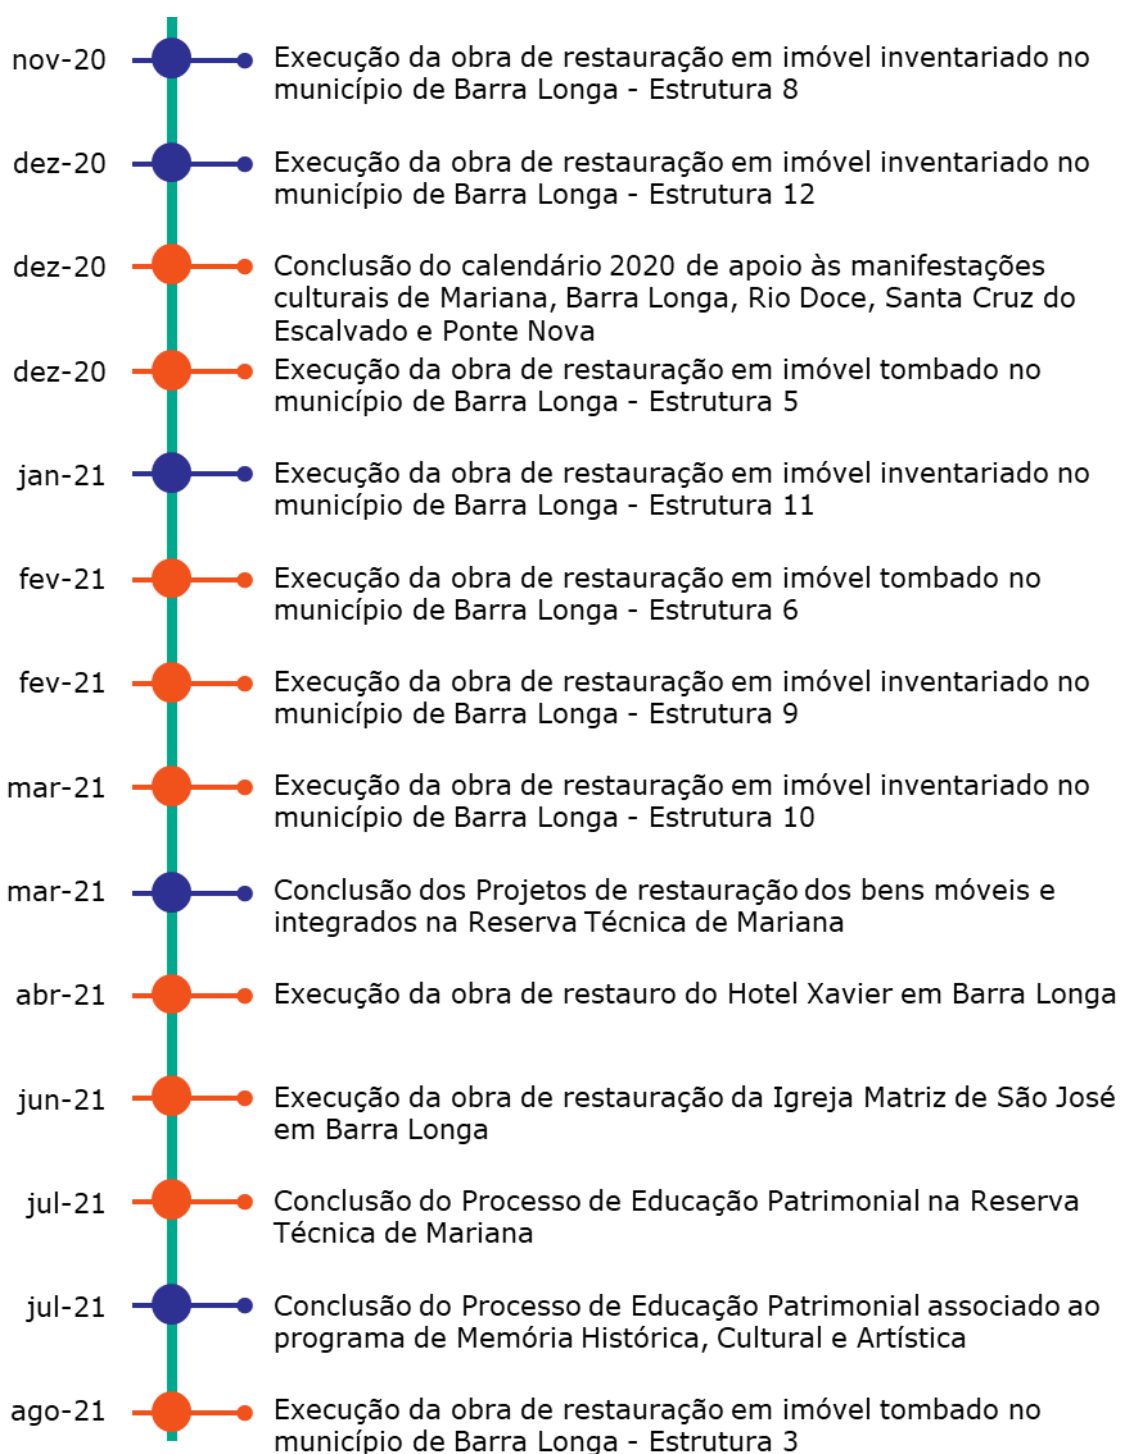 nov-20
Execução da obra de restauração em imóvel inventariado no
município de Barra Longa - Estrutura 8
dez-20
Execução da obra de restauração em imóvel inventariado no
município de Barra Longa - Estrutura 12
dez-20
Conclusão do calendário 2020 de apoio às manifestações
culturais de Mariana, Barra Longa, Rio Doce, Santa Cruz do
Escalvado e Ponte Nova
dez-20
Execução da obra de restauração em imóvel tombado no
município de Barra Longa - Estrutura 5
jan-21
Execução da obra de restauração em imóvel inventariado no
município de Barra Longa - Estrutura 11
fev-21
Execução da obra de restauração em imóvel tombado no
município de Barra Longa - Estrutura 6
fev-21
Execução da obra de restauração em imóvel inventariado no
município de Barra Longa - Estrutura 9
mar-21
Execução da obra de restauração em imóvel inventariado no
município de Barra Longa - Estrutura 10
mar-21
Conclusão dos Projetos de restauração dos bens móveis e
integrados na Reserva Técnica de Mariana
abr-21
Execução da obra de restauro do Hotel Xavier em Barra Longa
jun-21
Execução da obra de restauração da Igreja Matriz de São José
em Barra Longa
jul-21
Conclusão do Processo de Educação Patrimonial na Reserva
Técnica de Mariana
jul-21
Conclusão do Processo de Educação Patrimonial associado ao
programa de Memória Histórica, Cultural e Artística
ago-21
Execução da obra de restauração em imóvel tombado no
município de Barra Longa - Estrutura 3